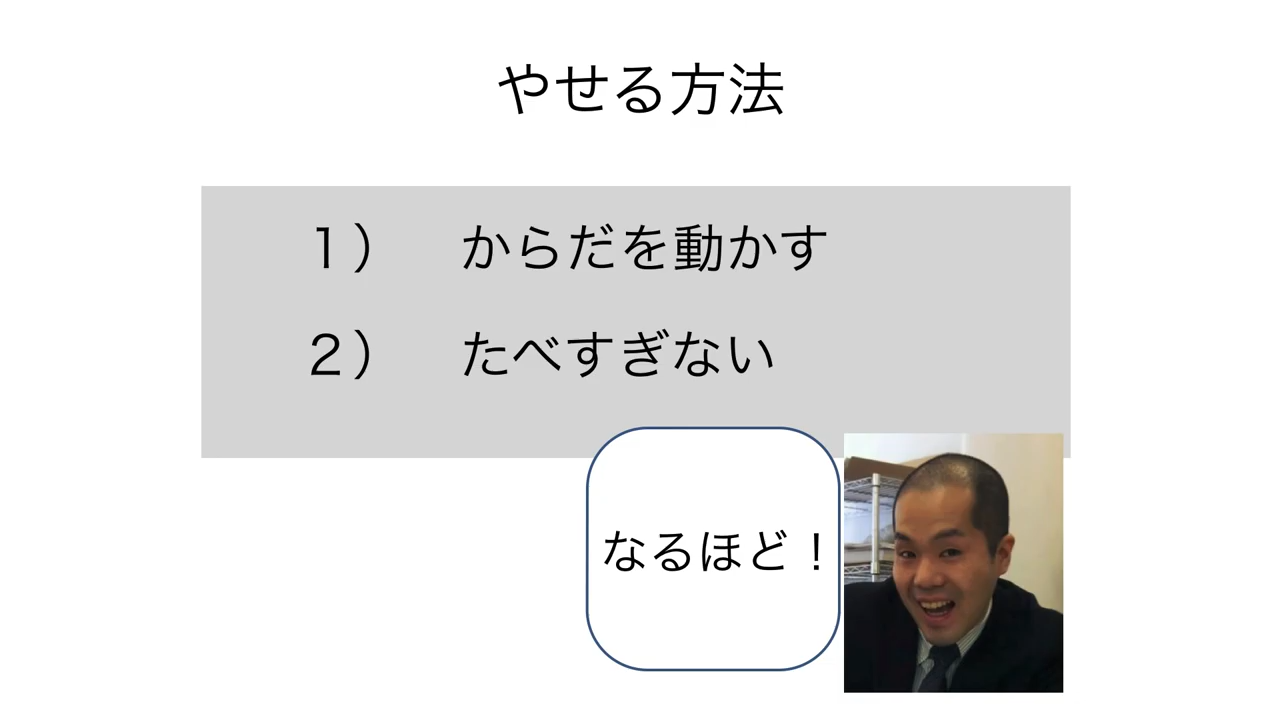 やせる方法
１）　からだを動かす
２）　たべすぎない
なるほど！